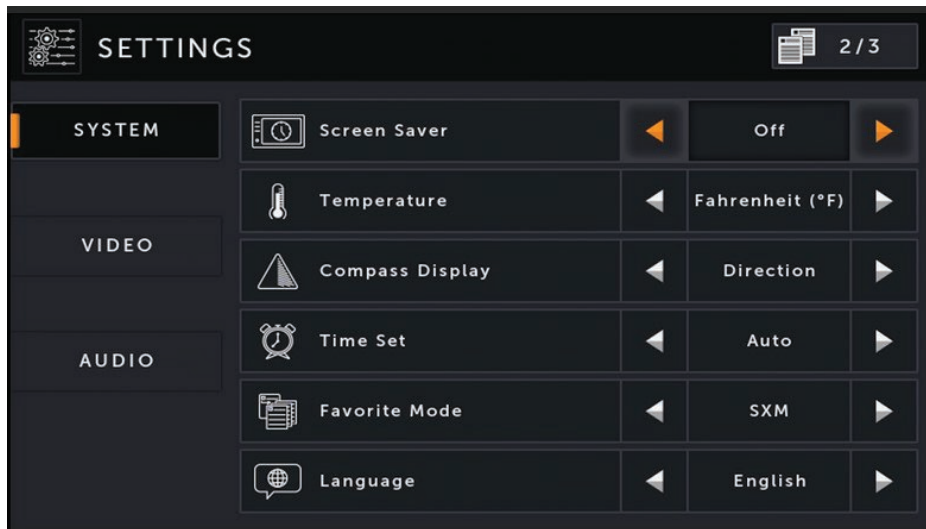 SETTINGS
2/3
SYSTEM
VIDEO
AUDIO
Screen Saver Off
Temperature Fahrenheit (°F)
Compass Display Direction
Time Set Auto
Favorite Mode SXM
Language English